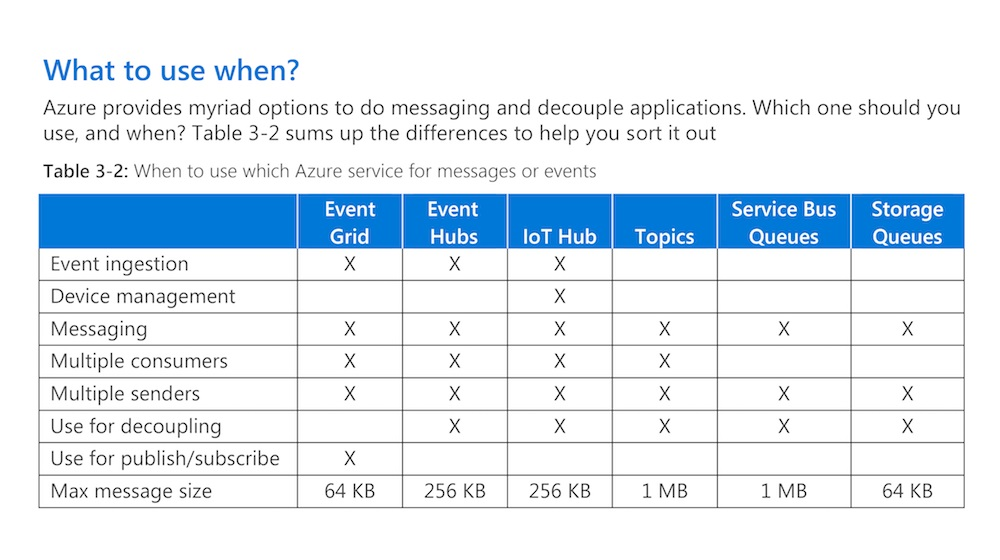 What to use when?
Azure provides myriad options to do messaging and decouple applications. Which one should you
use, and when? Table 3-2 sums up the differences to help you sort it out
Table 3-2: When to use which Azure service for messages or events
Event Grid Event Hubs IoT Hub Topics Service Bus Queues Storage Queues
Event ingestion X X X
Device management X
Messaging X X X X X X
Multiple consumers X X X X
Multiple senders X X X X X X
Use for decoupling X X X X X
Use for publish/subscribe X
Max message size 64 KB 256 KB 256 KB 1 MB 1 MB 64 KB